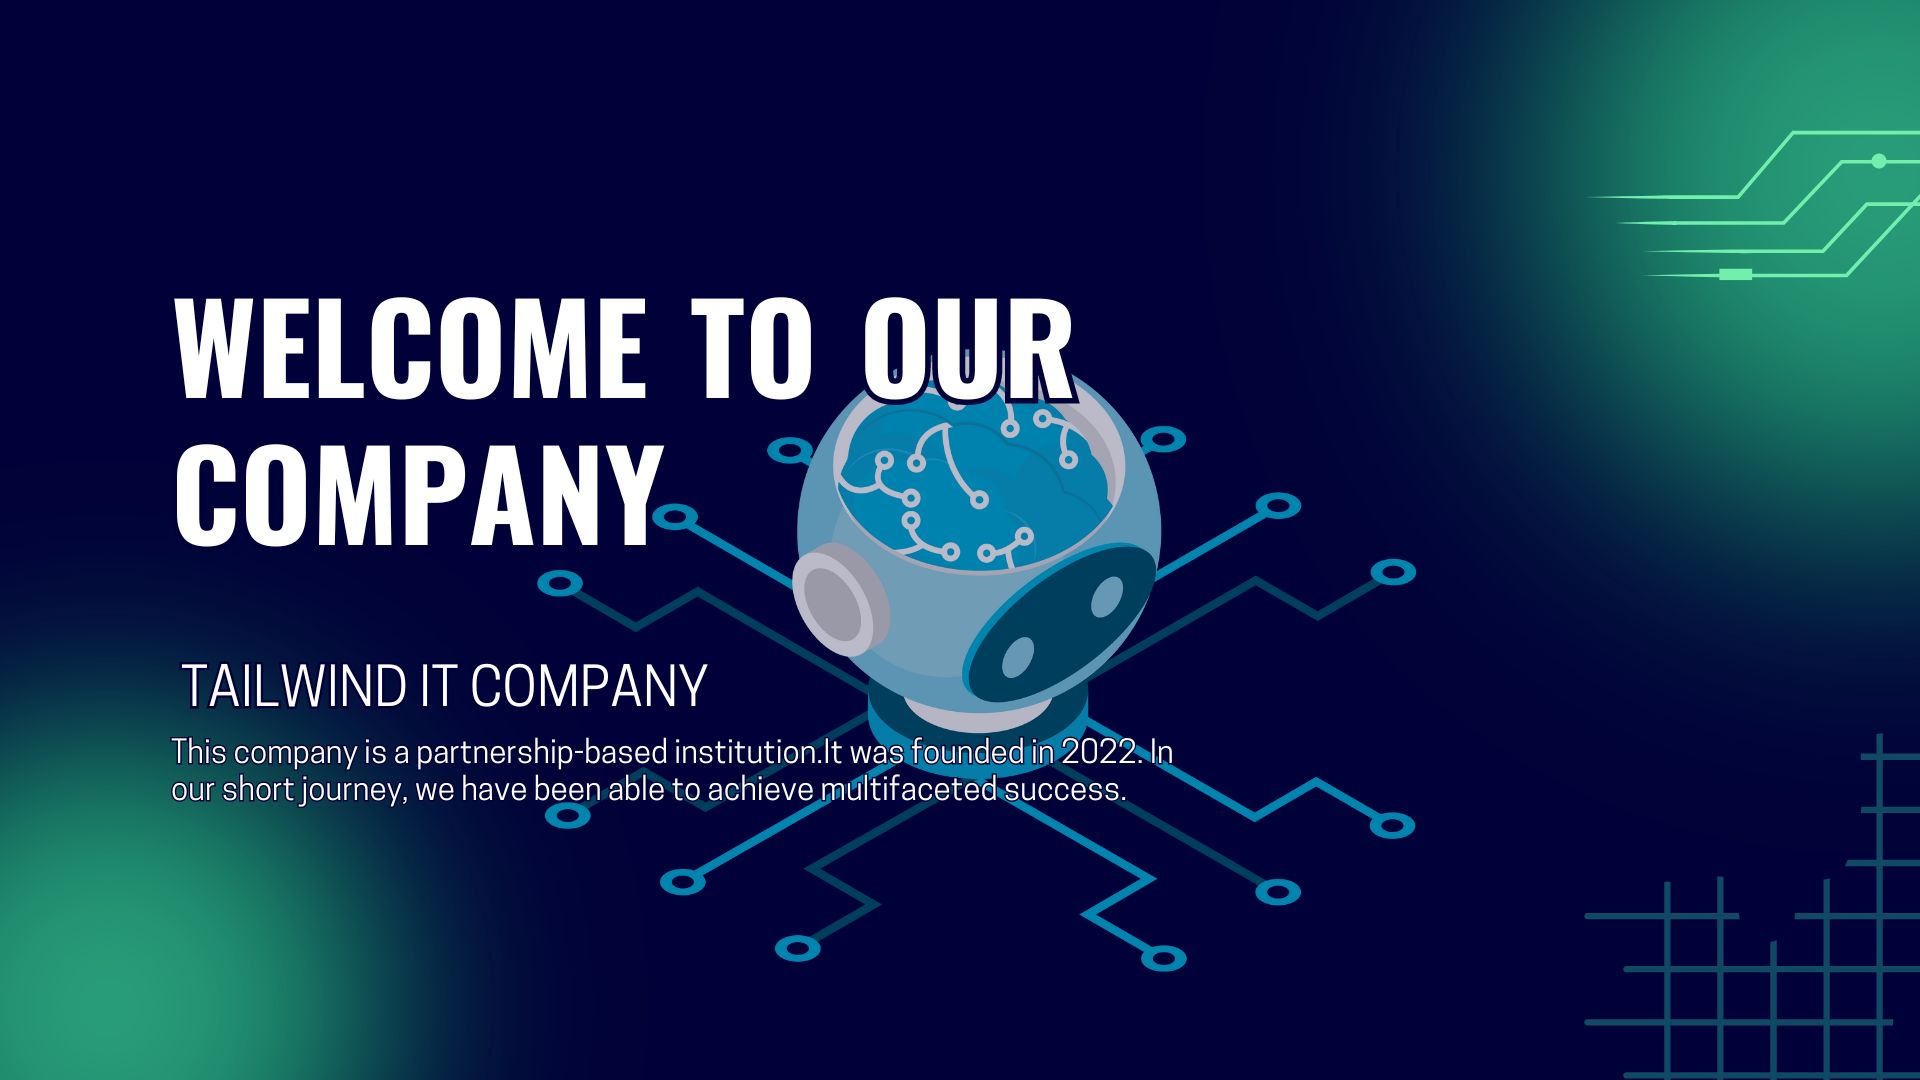 WELCOME TO OUR
COMPANY
TAILWIND IT COMPANY
This company is a partnership-based institution.It was founded in 2022. In
our short journey, we have been able to achieve multifaceted success.